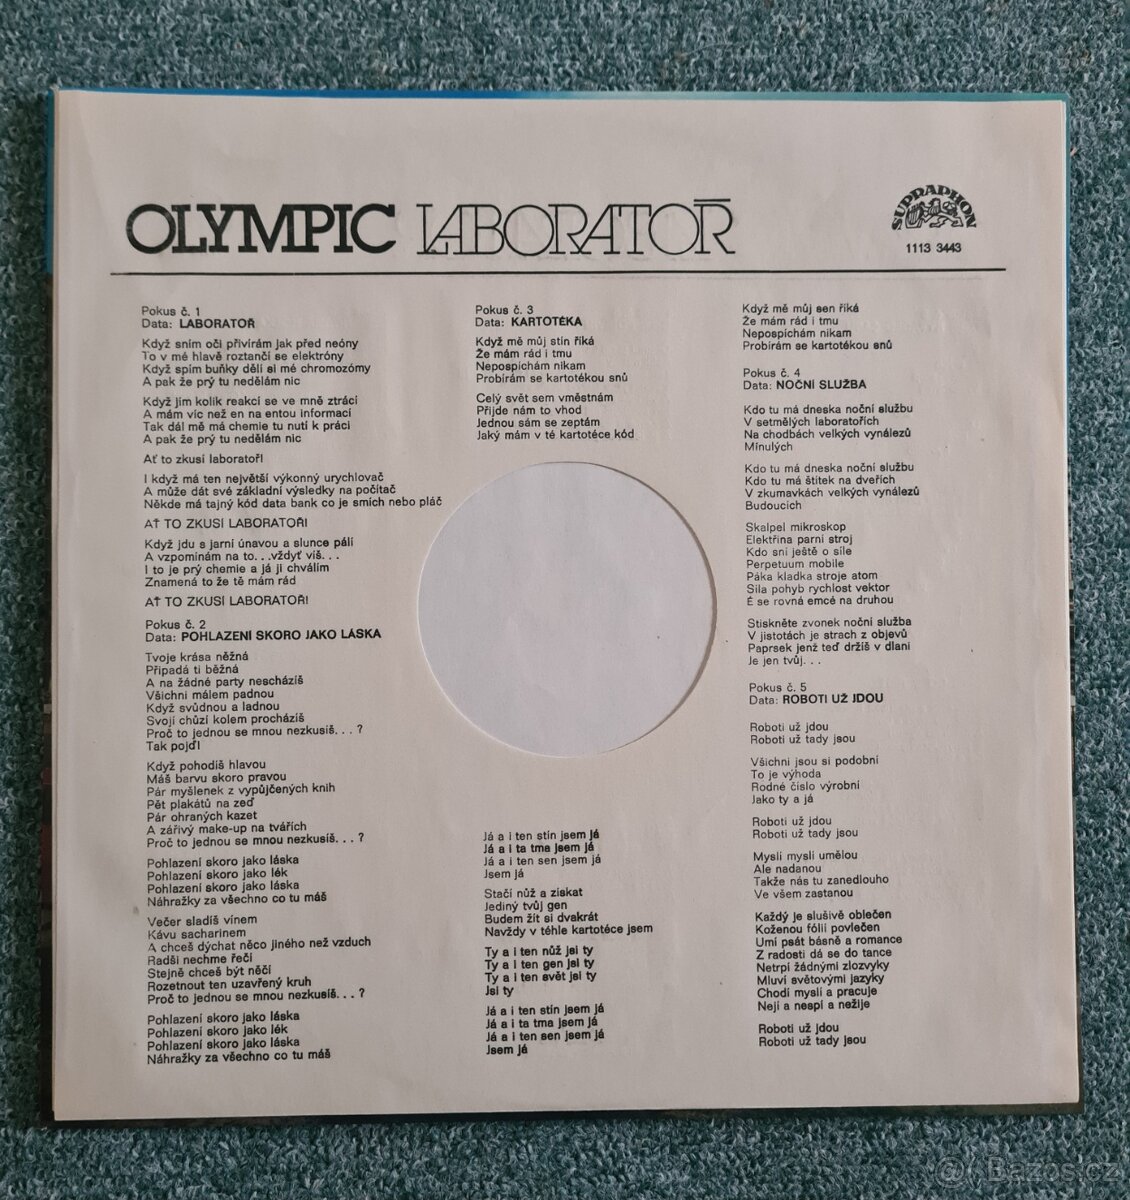 OLYMPIC LABORATOŘ
SUPRAPHON
1113 3443
Pokus č. 1
Data: LABORATOŘ
Když sním oči přivírám jak před neóny
To v mé hlavě roztančí se elektróny
Když spím buňky dělí si mé chromozómy
A pak že prý tu nedělám nic
Když jím kolik reakcí se ve mně ztrácí
A mám víc než en na entou informací
Tak dál mě má chemie tu nutí k práci
A pak že prý tu nedělám nic
Ať to zkusí laboratoř!
I když má ten největší výkonný urychlovač
A může dát své základní výsledky na počítač
Někde má tajný kód data bank co je smích nebo pláč
AŤ TO ZKUSÍ LABORATOŘ!
Když jdu s jarní únavou a slunce pálí
A vzpomínám na to. . .vždyť víš. . .
I to je prý chemie a já ji chválím
Znamená to že tě mám rád
AŤ TO ZKUSÍ LABORATOŘ!
Pokus č. 2
Data: POHLAZENÍ SKORO JAKO LÁSKA
Tvoje krása něžná
Připadá ti běžná
A na žádné party nescházíš
Všichni málem padnou
Když svůdnou a ladnou
Svojí chůzí kolem procházíš
Proč to jednou se mnou nezkusíš. . . ?
Tak pojď!
Když pohodíš hlavou
Máš barvu skoro pravou
Pár myšlenek z vypůjčených knih
Pět plakátů na zeď
Pár ohraných kazet
A zářivý make-up na tvářích
Proč to jednou se mnou nezkusíš. . . ?
Pohlazení skoro jako láska
Pohlazení skoro jako lék
Pohlazení skoro jako láska
Náhražky za všechno co tu máš
Večer sladíš vínem
Kávu sacharinem
A chceš dýchat něco jiného než vzduch
Radši nechme řečí
Stejně chceš být něčí
Rozetnout ten uzavřený kruh
Proč to jednou se mnou nezkusíš. . . ?
Pohlazení skoro jako láska
Pohlazení skoro jako lék
Pohlazení skoro jako láska
Náhražky za všechno co tu máš
Pokus č. 3
Data: KARTOTÉKA
Když mě můj stín říká
Že mám rád i tmu
Nepospíchám nikam
Probírám se kartotékou snů
Celý svět sem vměstnám
Přijde nám to vhod
Jednou sám se zeptám
Jaký mám v té kartotéce kód
Já a i ten stín jsem já
Já a i ta tma jsem já
Já a i ten sen jsem já
Jsem já
Stačí nůž a získat
Jediný tvůj gen
Budem žít si dvakrát
Navždy v téhle kartotéce jsem
Ty a i ten nůž jsi ty
Ty a i ten gen jsi ty
Ty a i ten svět jsi ty
Jsi ty
Já a i ten stín jsem já
Já a i ta tma jsem já
Já a i ten sen jsem já
Jsem já
Když mě můj sen říká
Že mám rád i tmu
Nepospíchám nikam
Probírám se kartotékou snů
Pokus č. 4
Data: NOČNÍ SLUŽBA
Kdo tu má dneska noční službu
V setmělých laboratořích
Na chodbách velkých vynálezů
Minulých
Kdo tu má dneska noční službu
Kdo tu má štítek na dveřích
V zkumavkách velkých vynálezů
Budoucích
Skalpel mikroskop
Elektřina parní stroj
Kdo sní ještě o síle
Perpetuum mobile
Páka kladka stroje atom
Síla pohyb rychlost vektor
É se rovná emcé na druhou
Stiskněte zvonek noční služba
V jistotách je strach z objevů
Paprsek jenž teď držíš v dlani
Je jen tvůj. . .
Pokus č. 5
Data: ROBOTI UŽ JDOU
Roboti už jdou
Roboti už tady jsou
Všichni jsou si podobní
To je výhoda
Rodné číslo výrobní
Jako ty a já
Roboti už jdou
Roboti už tady jsou
Myslí myslí umělou
Ale nadanou
Takže nás tu zanedlouho
Ve všem zastanou
Každý je slušivě oblečen
Koženou fólií povlečen
Umí psát básně a romance
Z radosti dá se do tance
Netrpí žádnými zlozvyky
Mluví světovými jazyky
Chodí myslí a pracuje
Nejí a nespí a nežije
Roboti už jdou
Roboti už tady jsou
Bazos.cz